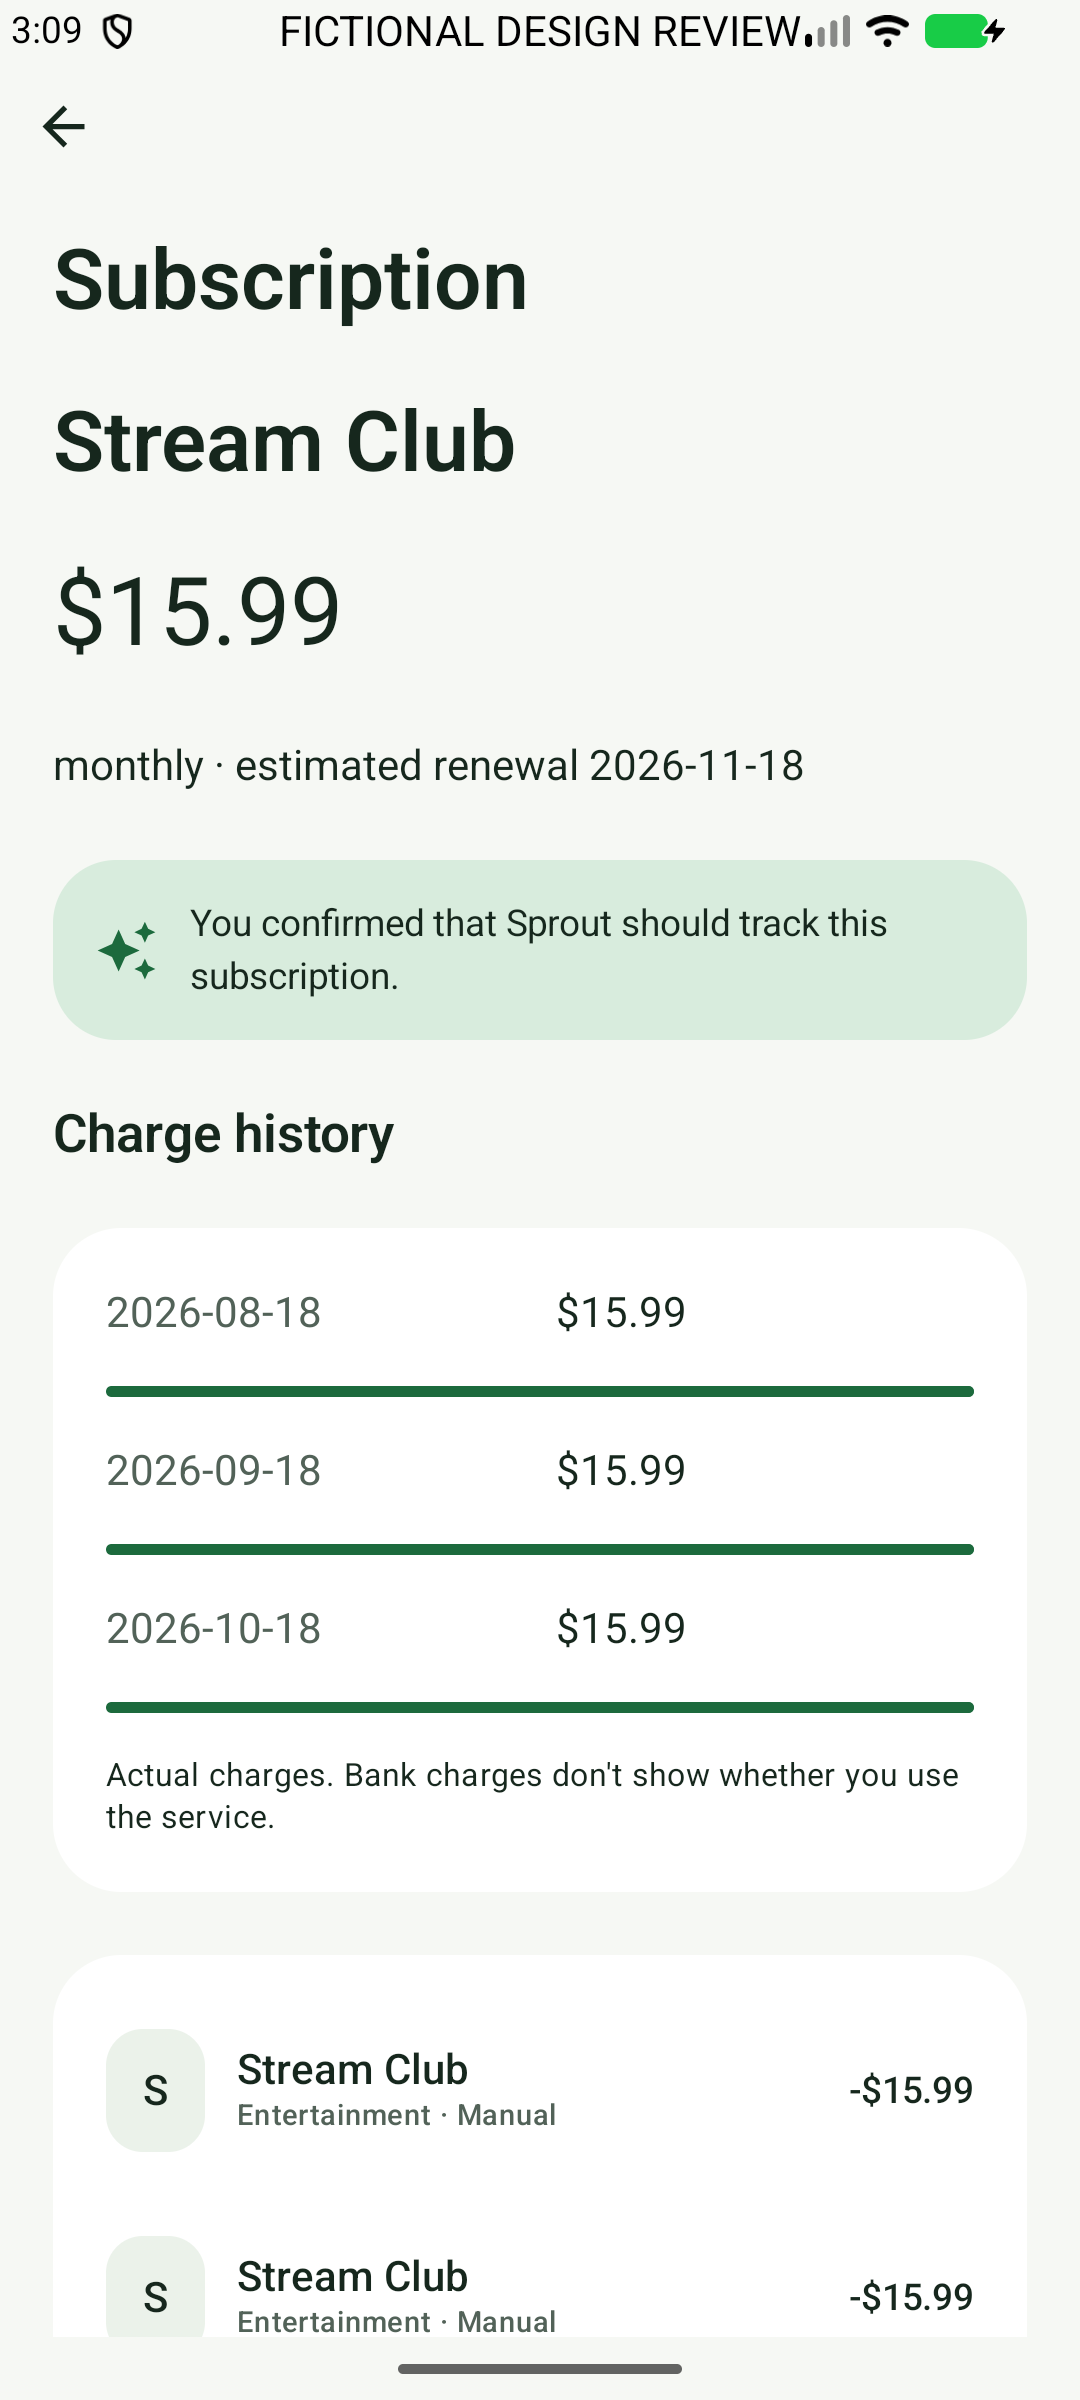 3:09 FICTIONAL DESIGN REVIEW
Subscription
Stream Club
$15.99
monthly · estimated renewal 2026-11-18
You confirmed that Sprout should track this
subscription.
Charge history
2026-08-18 $15.99
2026-09-18 $15.99
2026-10-18 $15.99
Actual charges. Bank charges don't show whether you use
the service.
S Stream Club -$15.99
Entertainment · Manual
S Stream Club -$15.99
Entertainment · Manual